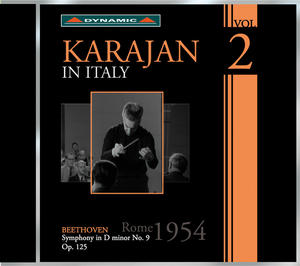 DYNAMIC
VOL.
2
KARAJAN
IN ITALY
Rome 1954
BEETHOVEN
Symphony in D minor No. 9
Op. 125